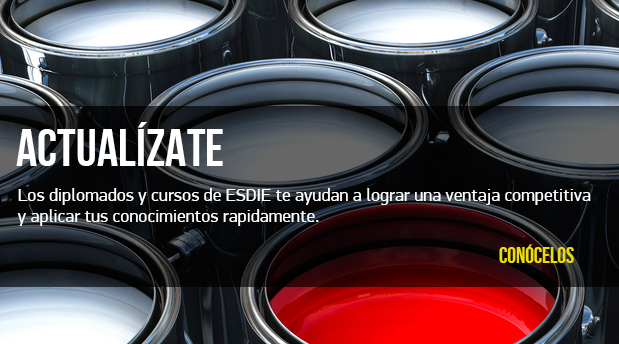 ACTUALÍZATE
Los diplomados y cursos de ESDIE te ayudan a lograr una ventaja competitiva
y aplicar tus conocimientos rapidamente.
CONÓCELOS